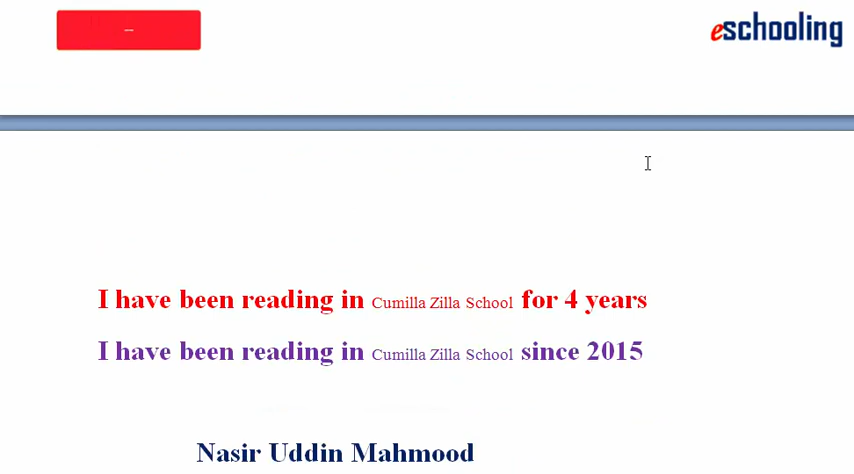 eschooling
I have been reading in Cumilla Zilla School for 4 years
I have been reading in Cumilla Zilla School since 2015
Nasir Uddin Mahmood